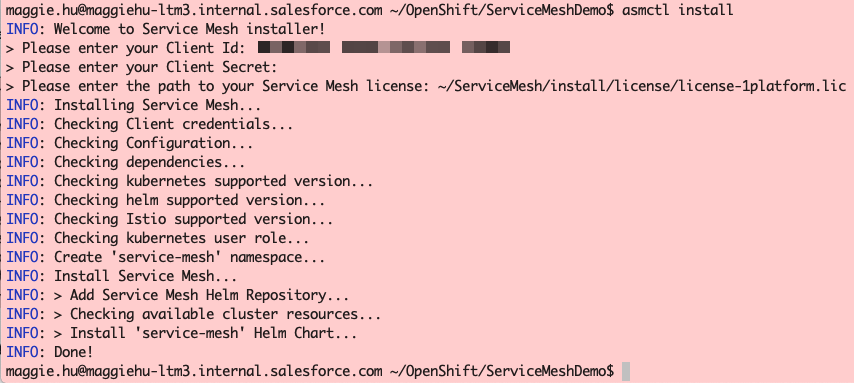 maggie.hu@maggiehu-ltm3.internal.salesforce.com ~/OpenShift/ServiceMeshDemo$ asmctl install
INFO: Welcome to Service Mesh installer!
> Please enter your Client Id:
> Please enter your Client Secret:
> Please enter the path to your Service Mesh license: ~/ServiceMesh/install/license/license-1platform.lic
INFO: Installing Service Mesh...
INFO: Checking Client credentials...
INFO: Checking Configuration...
INFO: Checking dependencies...
INFO: Checking kubernetes supported version...
INFO: Checking helm supported version...
INFO: Checking Istio supported version...
INFO: Checking kubernetes user role...
INFO: Create 'service-mesh' namespace...
INFO: Install Service Mesh...
INFO: > Add Service Mesh Helm Repository...
INFO: > Checking available cluster resources...
INFO: > Install 'service-mesh' Helm Chart...
INFO: Done!
maggie.hu@maggiehu-ltm3.internal.salesforce.com ~/OpenShift/ServiceMeshDemo$